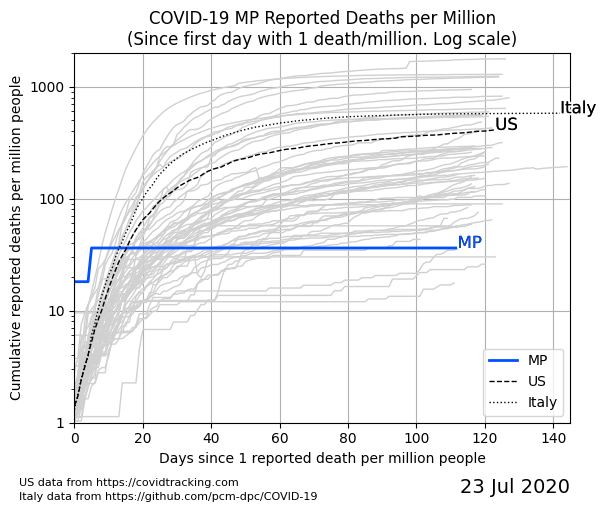 COVID-19 MP Reported Deaths per Million
(Since first day with 1 death/million. Log scale)
Cumulative reported deaths per million people
1000
100
10
1
Italy
US
MP
MP
US
Italy
0 20 40 60 80 100 120 140
Days since 1 reported death per million people
US data from https://covidtracking.com
Italy data from https://github.com/pcm-dpc/COVID-19
23 Jul 2020